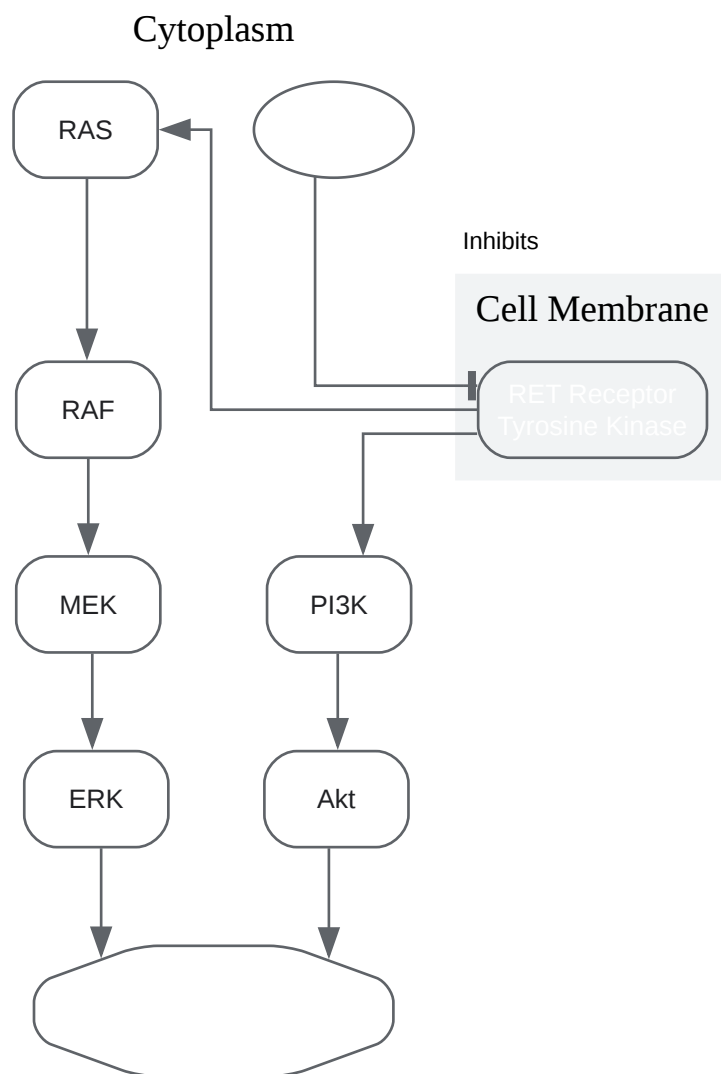 Cytoplasm
RAS
Inhibits
Cell Membrane
RET Receptor
Tyrosine Kinase
RAF
MEK
PI3K
ERK
Akt